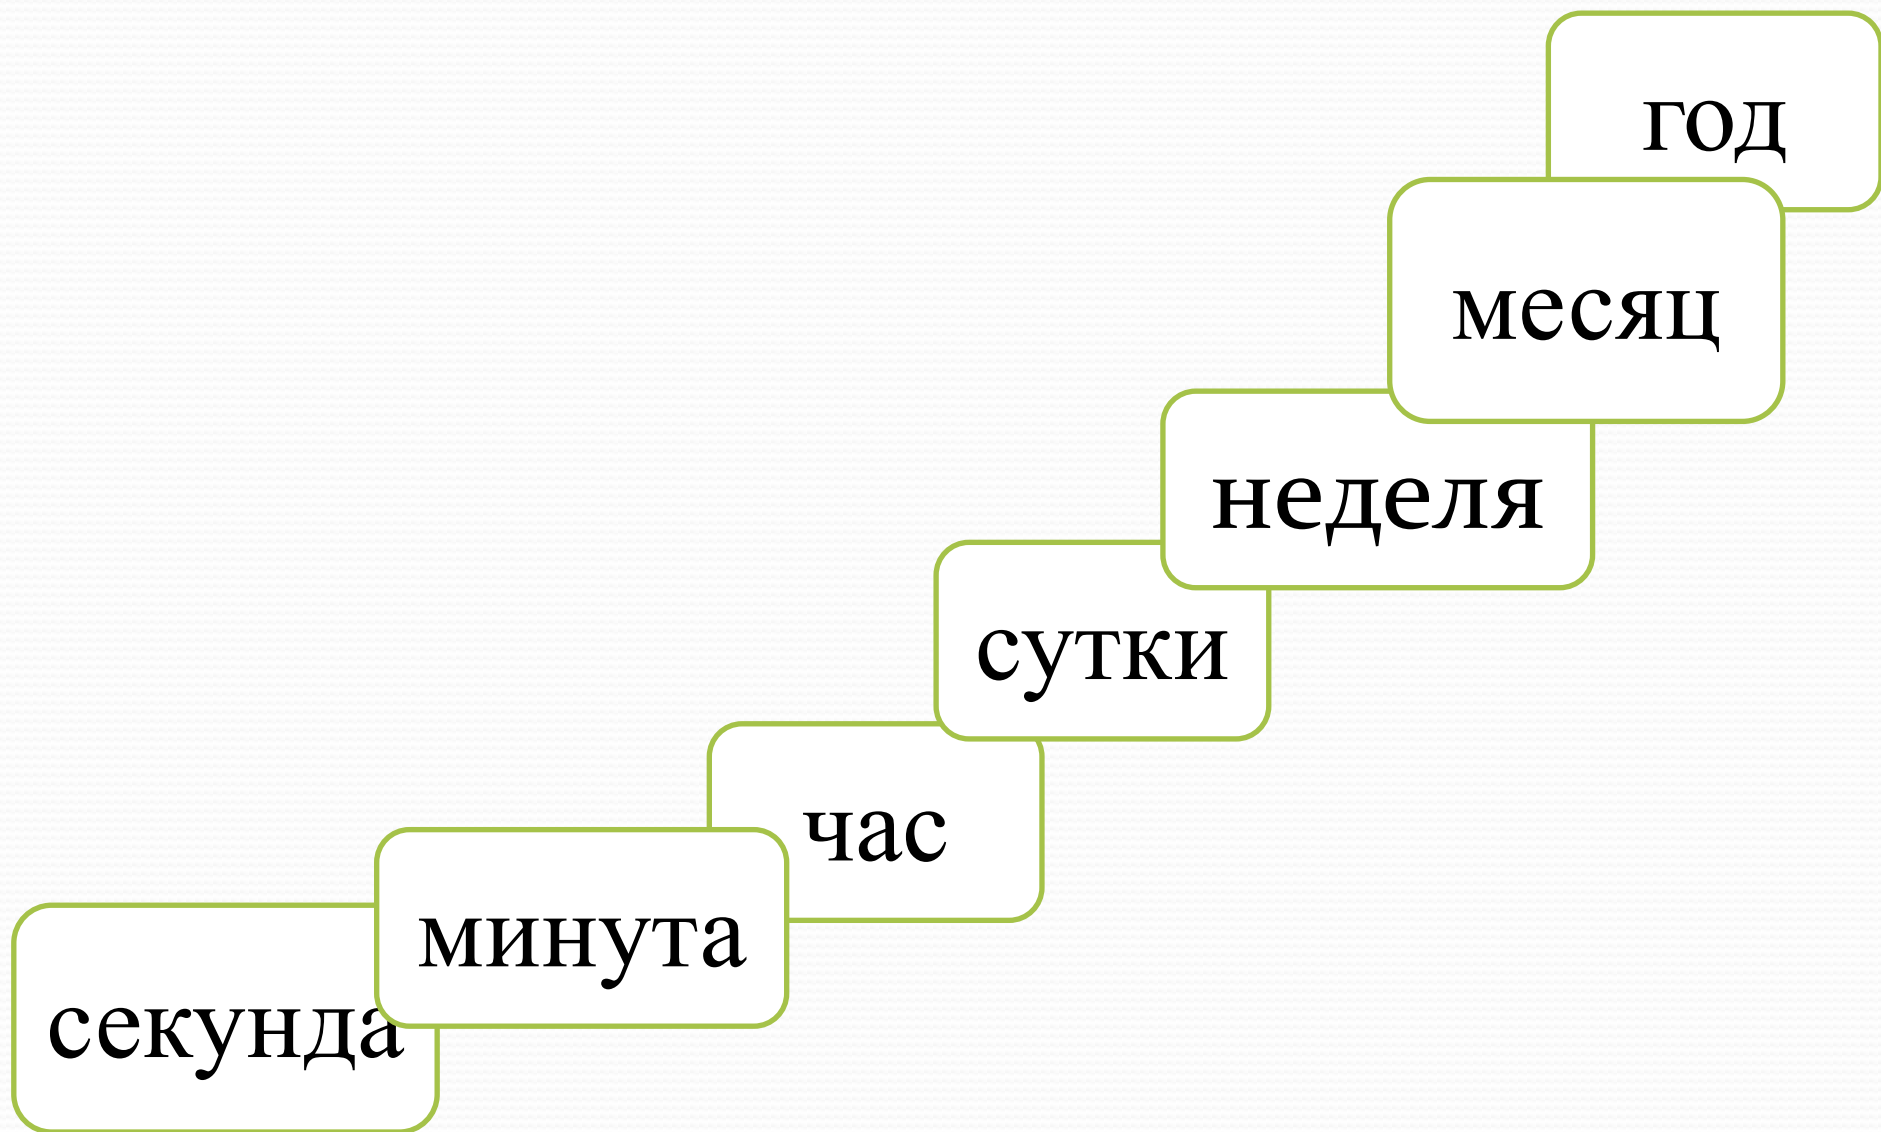 год
месяц
неделя
сутки
час
минута
секунда